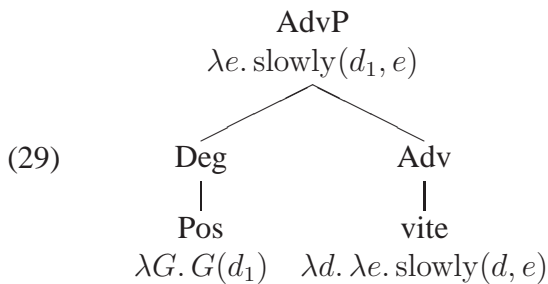 AdvP
λe. slowly(d₁, e)
(29) Deg Adv
Pos vite
λG. G(d₁) λd. λe. slowly(d, e)